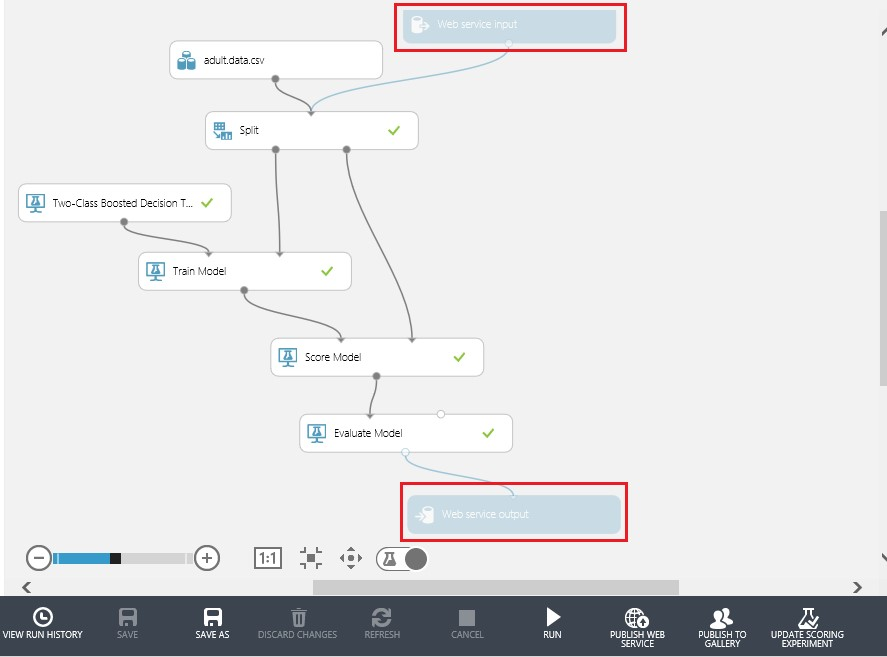 Web service input
adult.data.csv
Split
Two-Class Boosted Decision T...
Train Model
Score Model
Evaluate Model
Web service output
1:1
VIEW RUN HISTORY
SAVE
SAVE AS
DISCARD CHANGES
REFRESH
CANCEL
RUN
PUBLISH WEB
SERVICE
PUBLISH TO
GALLERY
UPDATE SCORING
EXPERIMENT